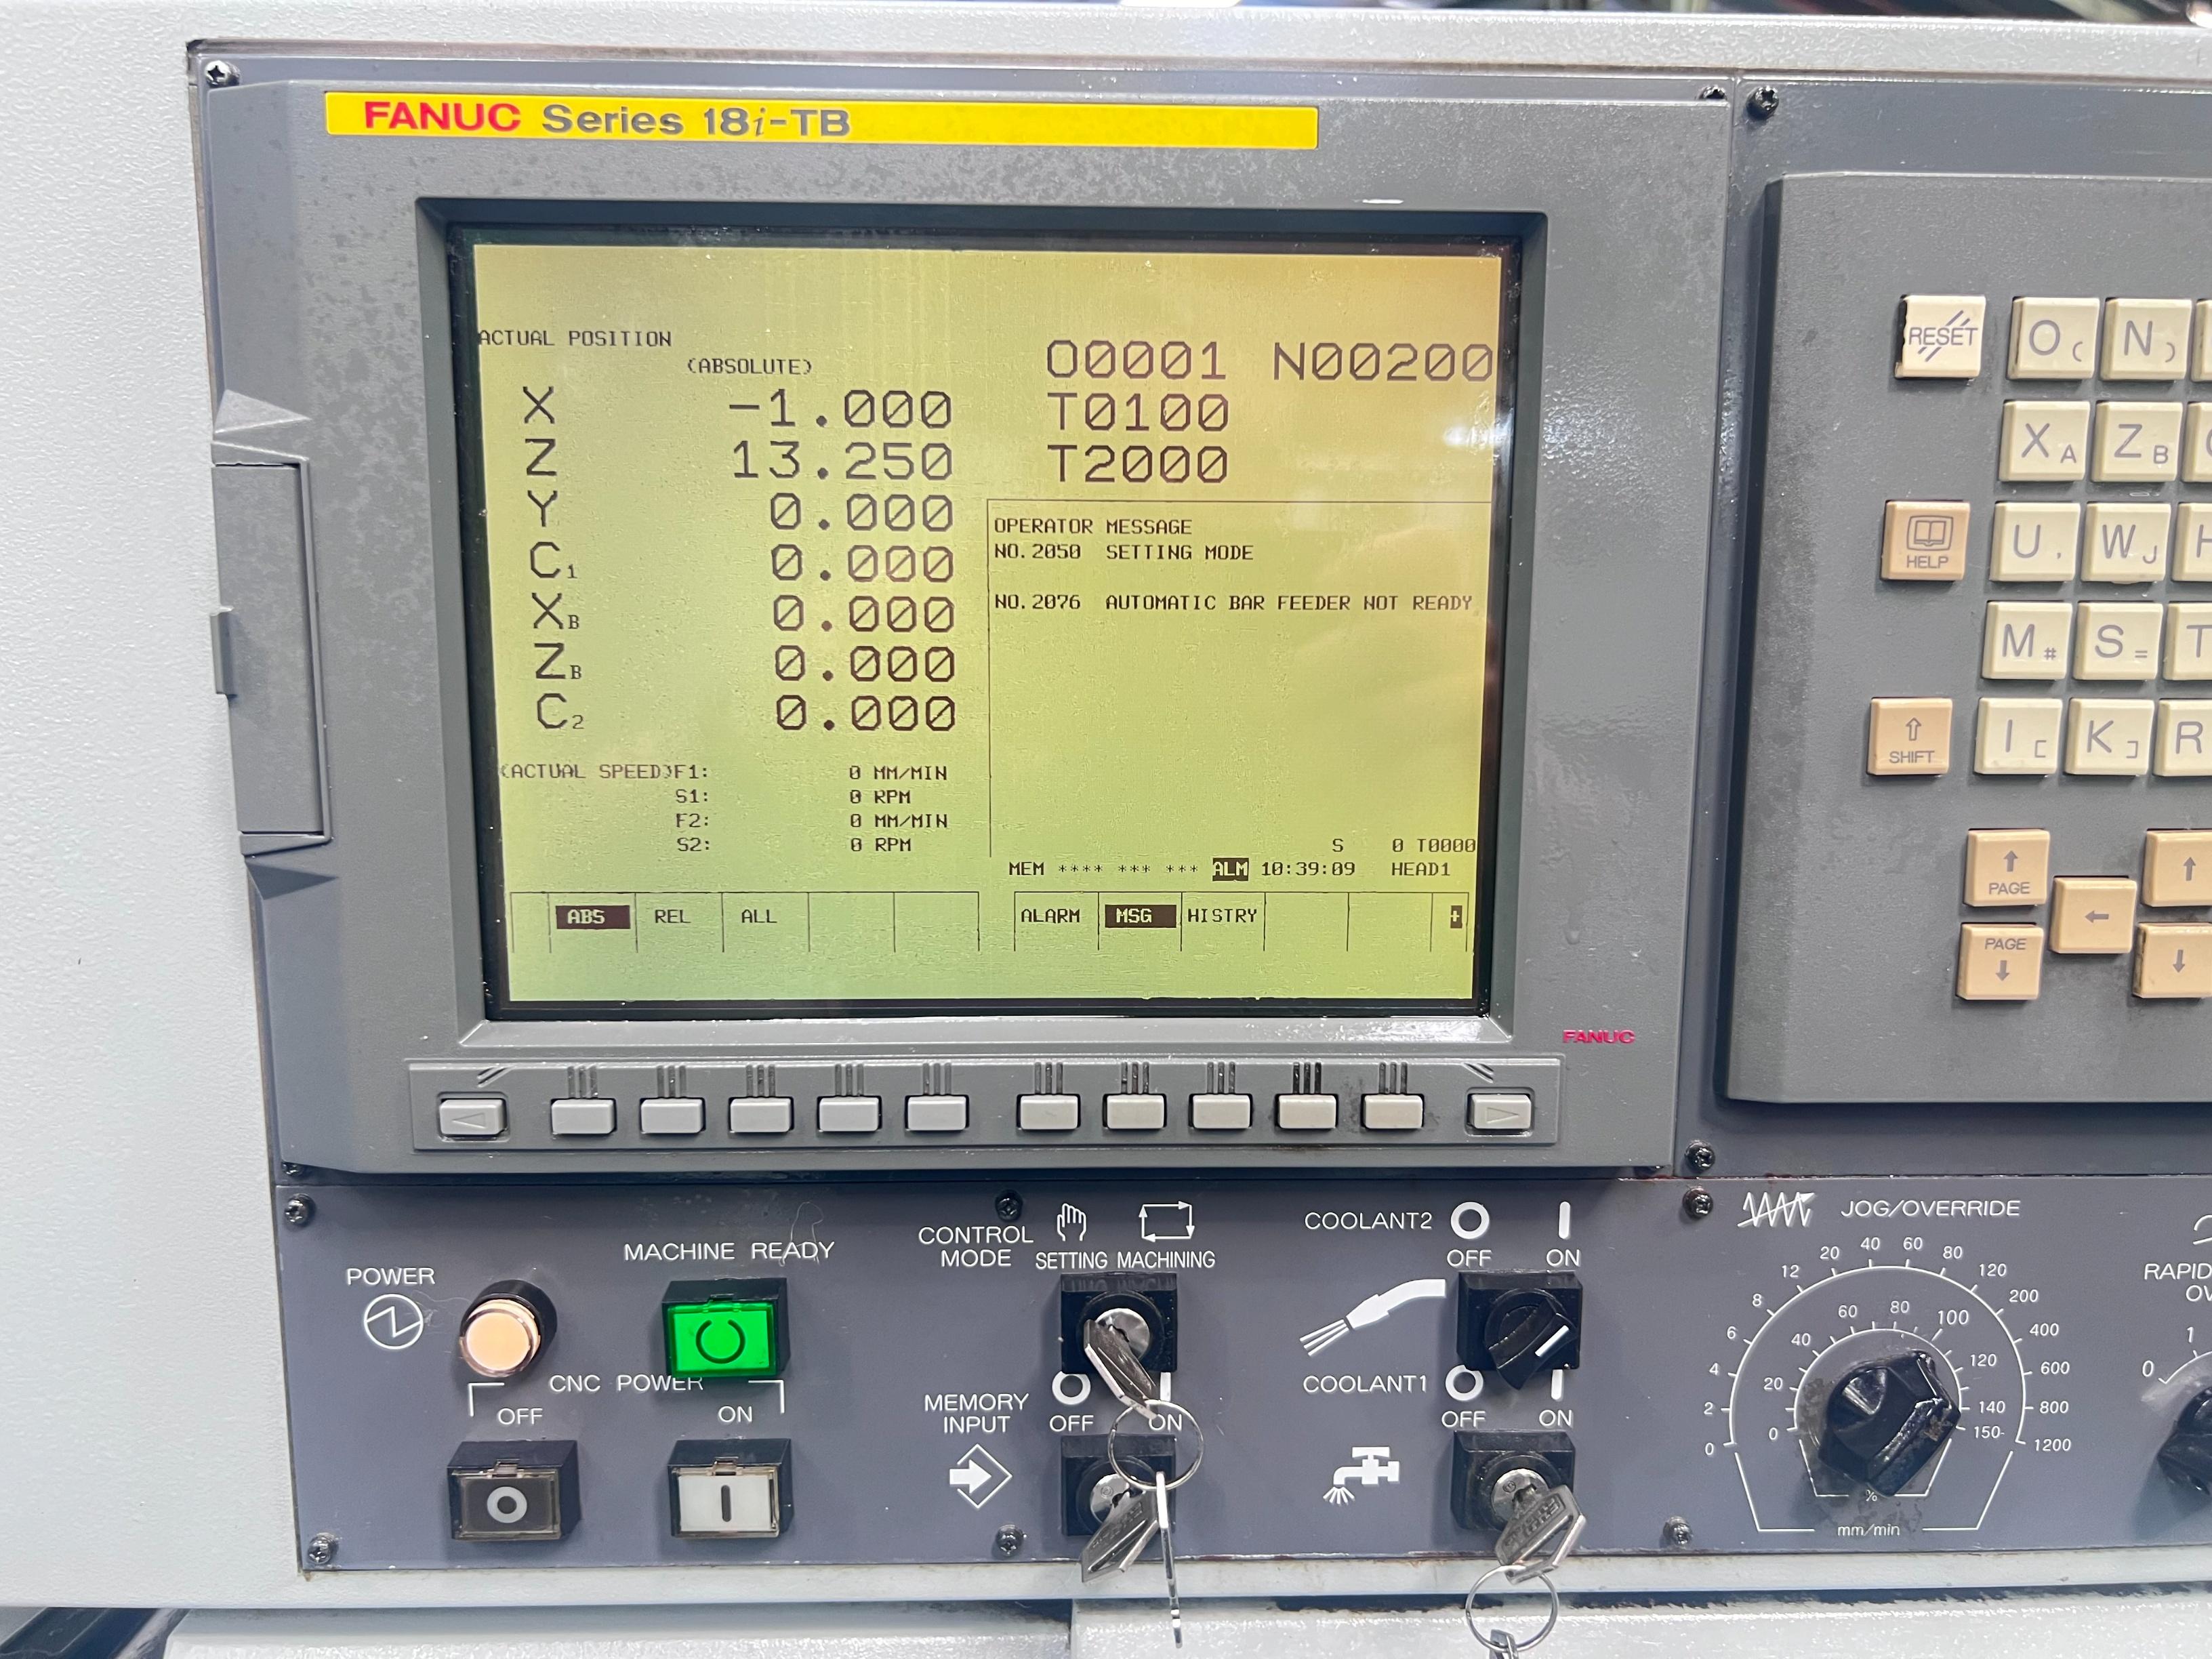 FANUC Series 18i-TB
ACTUAL POSITION
(ABSOLUTE)
O0001 N00200
X -1.000 T0100
Z 13.250 T2000
Y 0.000
C1 0.000
XB 0.000
ZB 0.000
C2 0.000
OPERATOR MESSAGE
NO.2050 SETTING MODE
NO.2076 AUTOMATIC BAR FEEDER NOT READY
(ACTUAL SPEED)F1: 0 MM/MIN
S1: 0 RPM
F2: 0 MM/MIN
S2: 0 RPM
S 0 T0000
MEM **** *** *** ALM 10:39:09 HEAD1
ABS REL ALL ALARM MSG HISTRY +
FANUC
RESET O ( N )
X A Z B
HELP U , W J H
M # S = T
SHIFT I [ K ] R
↑ PAGE ↑
←
PAGE ↓ ↓
POWER
MACHINE READY
CNC POWER
OFF ON
CONTROL MODE
SETTING MACHINING
MEMORY INPUT
OFF ON
COOLANT2
OFF ON
COOLANT1
OFF ON
JOG/OVERRIDE
0 2 4 6 8 12 20 40 60 80 120 200 400 600 800 1200
0 20 40 60 80 100 120 140 150
%
mm/min
RAPID
0 1